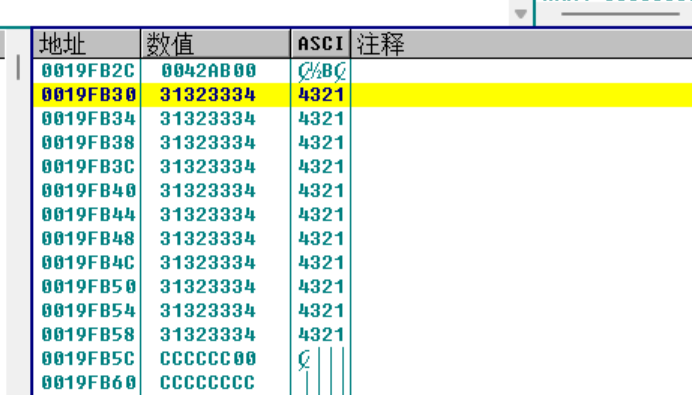 地址 数值 ASCI 注释
0019FB2C 0042AB00 ½B
0019FB30 31323334 4321
0019FB34 31323334 4321
0019FB38 31323334 4321
0019FB3C 31323334 4321
0019FB40 31323334 4321
0019FB44 31323334 4321
0019FB48 31323334 4321
0019FB4C 31323334 4321
0019FB50 31323334 4321
0019FB54 31323334 4321
0019FB58 31323334 4321
0019FB5C CCCCCC00
0019FB60 CCCCCCCC